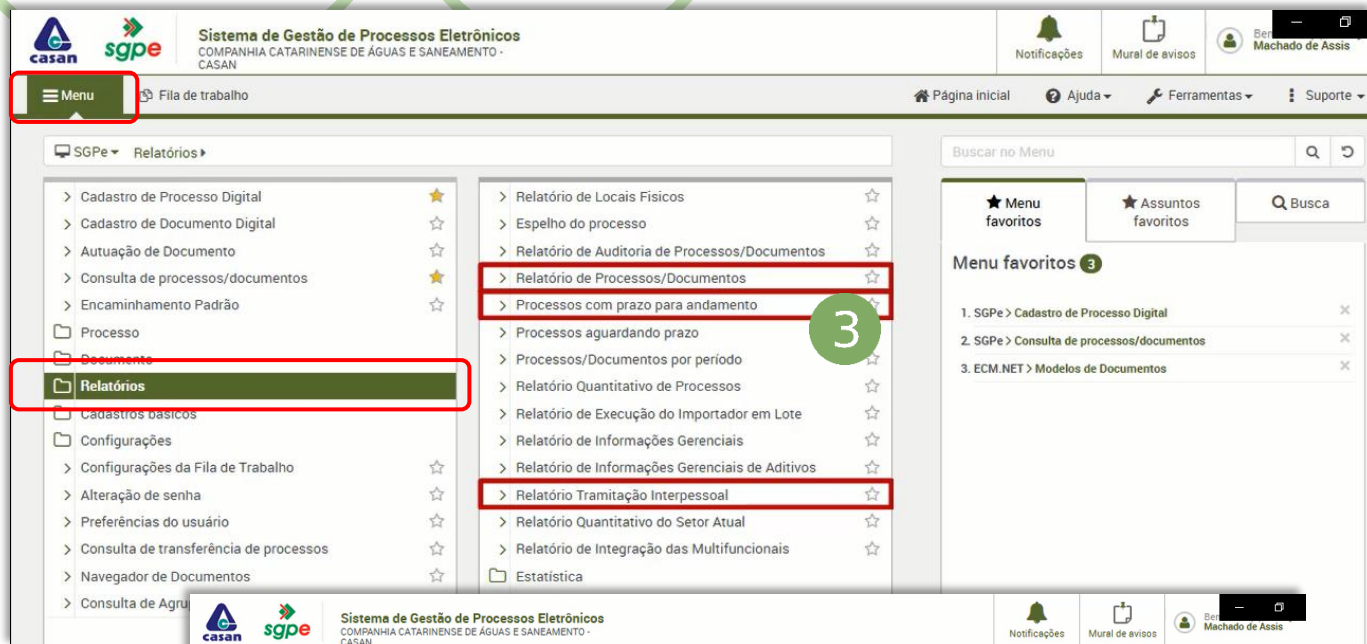 casan
sgpe
Sistema de Gestão de Processos Eletrônicos
COMPANHIA CATARINENSE DE ÁGUAS E SANEAMENTO -
CASAN
Notificações
Mural de avisos
Ber
Machado de Assis
Menu
Fila de trabalho
Página inicial
Ajuda
Ferramentas
Suporte
SGPe
Relatórios
Buscar no Menu
Cadastro de Processo Digital
Cadastro de Documento Digital
Autuação de Documento
Consulta de processos/documentos
Encaminhamento Padrão
Processo
Documento
Relatórios
Cadastros básicos
Configurações
Configurações da Fila de Trabalho
Alteração de senha
Preferências do usuário
Consulta de transferência de processos
Navegador de Documentos
Consulta de Agru
Relatório de Locais Fisicos
Espelho do processo
Relatório de Auditoria de Processos/Documentos
Relatório de Processos/Documentos
Processos com prazo para andamento
Processos aguardando prazo
Processos/Documentos por período
Relatório Quantitativo de Processos
Relatório de Execução do Importador em Lote
Relatório de Informações Gerenciais
Relatório de Informações Gerenciais de Aditivos
Relatório Tramitação Interpessoal
Relatório Quantitativo do Setor Atual
Relatório de Integração das Multifuncionais
Estatística
3
Menu
favoritos
Assuntos
favoritos
Busca
Menu favoritos 3
1. SGPe > Cadastro de Processo Digital
2. SGPe > Consulta de processos/documentos
3. ECM.NET > Modelos de Documentos
casan
sgpe
Sistema de Gestão de Processos Eletrônicos
COMPANHIA CATARINENSE DE ÁGUAS E SANEAMENTO -
CASAN
Notificações
Mural de avisos
Ber
Machado de Assis